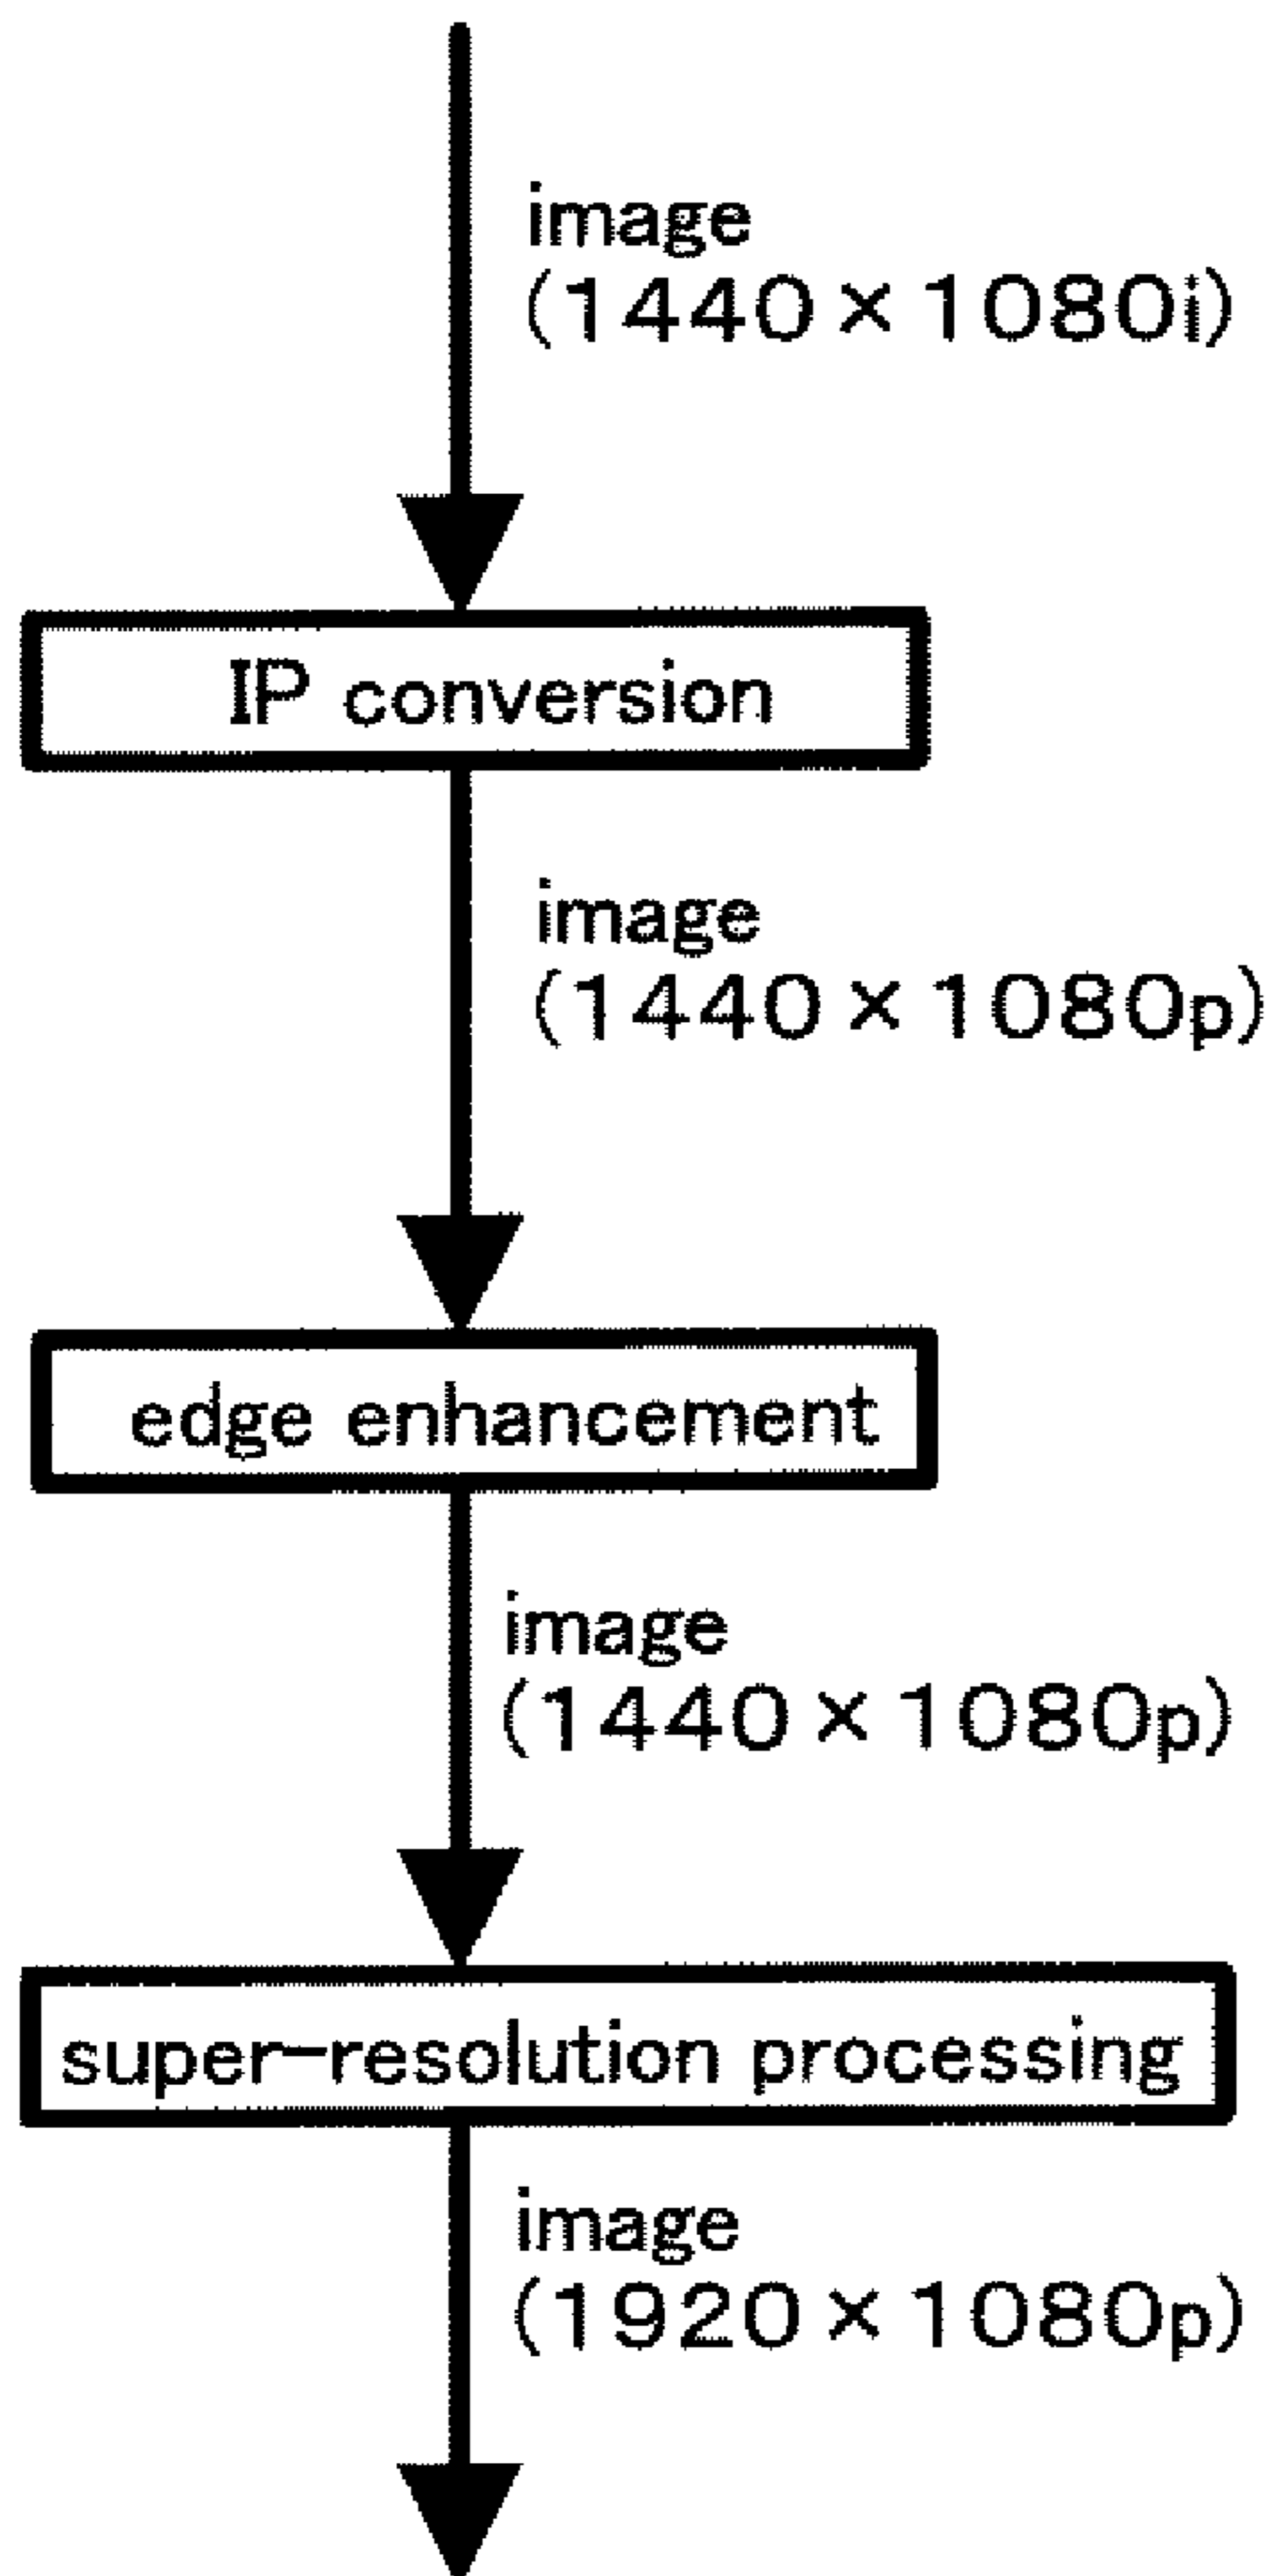 image
(1440×1080i)
IP conversion
image
(1440×1080p)
edge enhancement
image
(1440×1080p)
super-resolution processing
image
(1920×1080p)